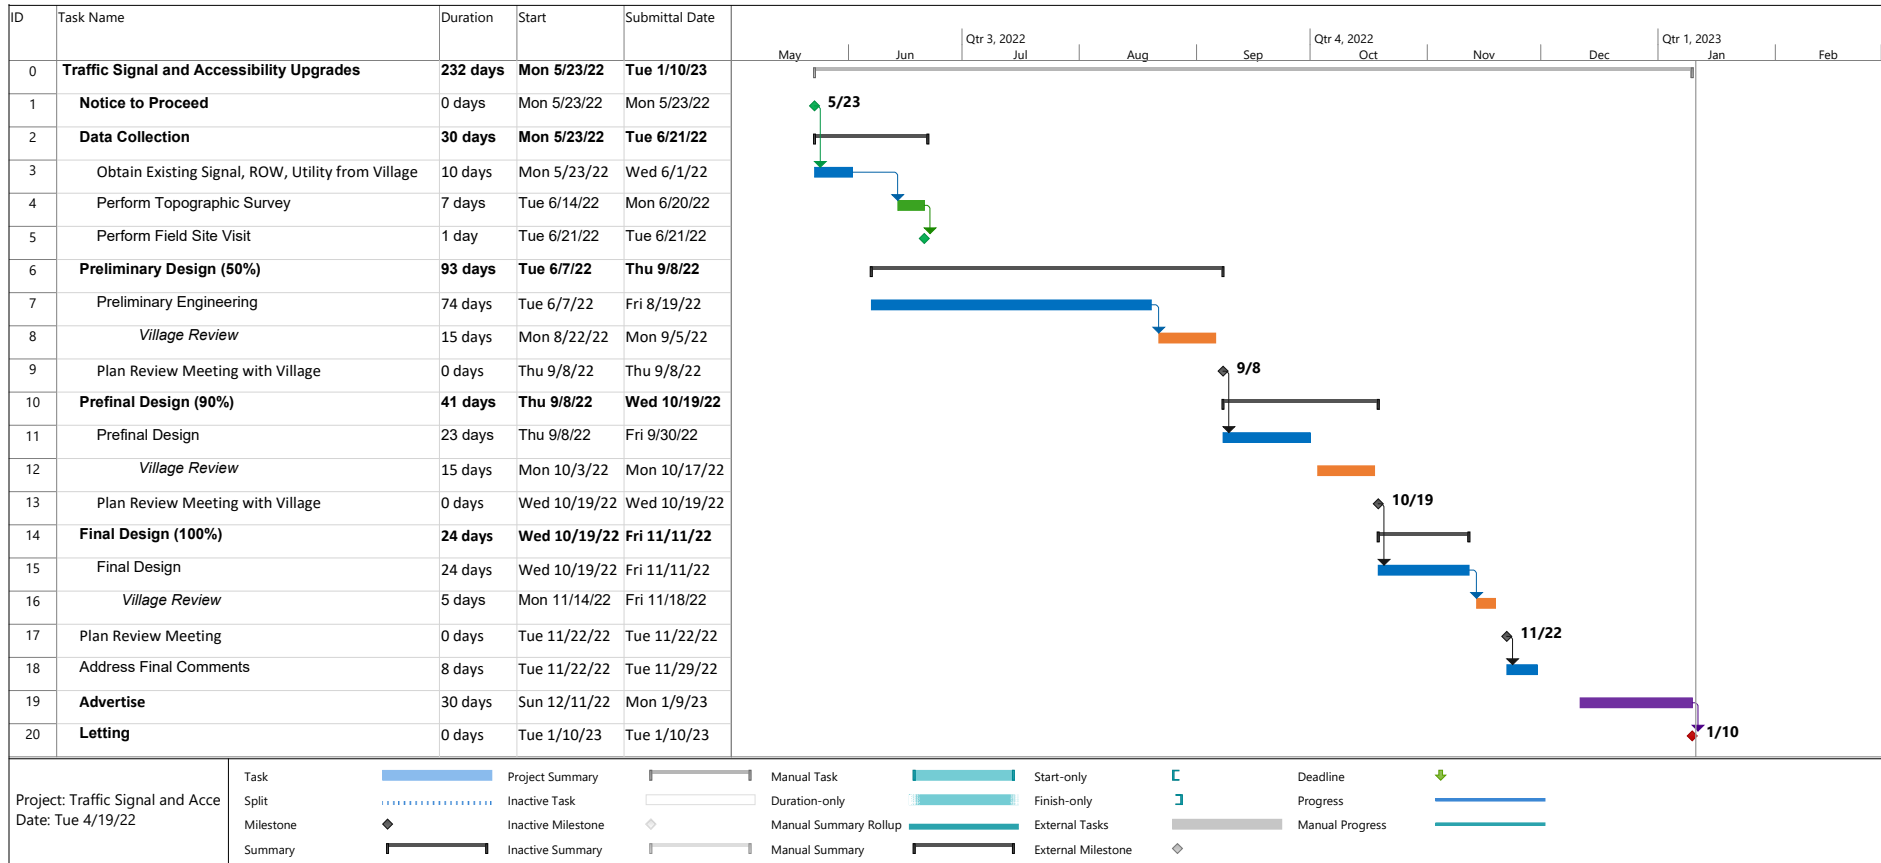 ID Task Name Duration Start Submittal Date
Qtr 3, 2022 Qtr 4, 2022 Qtr 1, 2023
May Jun Jul Aug Sep Oct Nov Dec Jan Feb
0 Traffic Signal and Accessibility Upgrades 232 days Mon 5/23/22 Tue 1/10/23
1 Notice to Proceed 0 days Mon 5/23/22 Mon 5/23/22 5/23
2 Data Collection 30 days Mon 5/23/22 Tue 6/21/22
3 Obtain Existing Signal, ROW, Utility from Village 10 days Mon 5/23/22 Wed 6/1/22
4 Perform Topographic Survey 7 days Tue 6/14/22 Mon 6/20/22
5 Perform Field Site Visit 1 day Tue 6/21/22 Tue 6/21/22
6 Preliminary Design (50%) 93 days Tue 6/7/22 Thu 9/8/22
7 Preliminary Engineering 74 days Tue 6/7/22 Fri 8/19/22
8 Village Review 15 days Mon 8/22/22 Mon 9/5/22
9 Plan Review Meeting with Village 0 days Thu 9/8/22 Thu 9/8/22 9/8
10 Prefinal Design (90%) 41 days Thu 9/8/22 Wed 10/19/22
11 Prefinal Design 23 days Thu 9/8/22 Fri 9/30/22
12 Village Review 15 days Mon 10/3/22 Mon 10/17/22
13 Plan Review Meeting with Village 0 days Wed 10/19/22 Wed 10/19/22 10/19
14 Final Design (100%) 24 days Wed 10/19/22 Fri 11/11/22
15 Final Design 24 days Wed 10/19/22 Fri 11/11/22
16 Village Review 5 days Mon 11/14/22 Fri 11/18/22
17 Plan Review Meeting 0 days Tue 11/22/22 Tue 11/22/22 11/22
18 Address Final Comments 8 days Tue 11/22/22 Tue 11/29/22
19 Advertise 30 days Sun 12/11/22 Mon 1/9/23
20 Letting 0 days Tue 1/10/23 Tue 1/10/23 1/10
Project: Traffic Signal and Acce
Date: Tue 4/19/22
Task Project Summary Manual Task Start-only Deadline
Split Inactive Task Duration-only Finish-only Progress
Milestone Inactive Milestone Manual Summary Rollup External Tasks Manual Progress
Summary Inactive Summary Manual Summary External Milestone